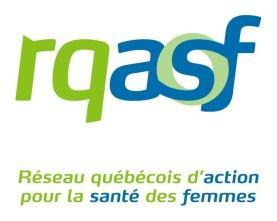 rqasf
Réseau québécois d'action
pour la santé des femmes